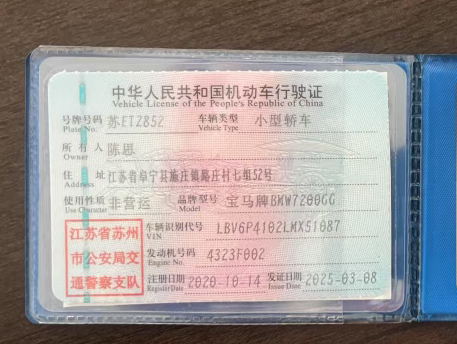 中华人民共和国机动车行驶证
Vehicle License of the People's Republic of China
号牌号码 苏ETZ852 车辆类型 小型轿车
Plate No. Vehicle Type
所有人 陈思
Owner
住址 江苏省阜宁县施庄镇路庄村七组52号
Address
使用性质 非营运 品牌型号 宝马牌BMW7200GG
Use Character Model
江苏省苏州 车辆识别代号 LBV6P4102LMX51087
VIN
市公安局交 发动机号码 4323F002
Engine No.
通警察支队 注册日期 2020-10-14 发证日期 2025-03-08
Register Date Issue Date